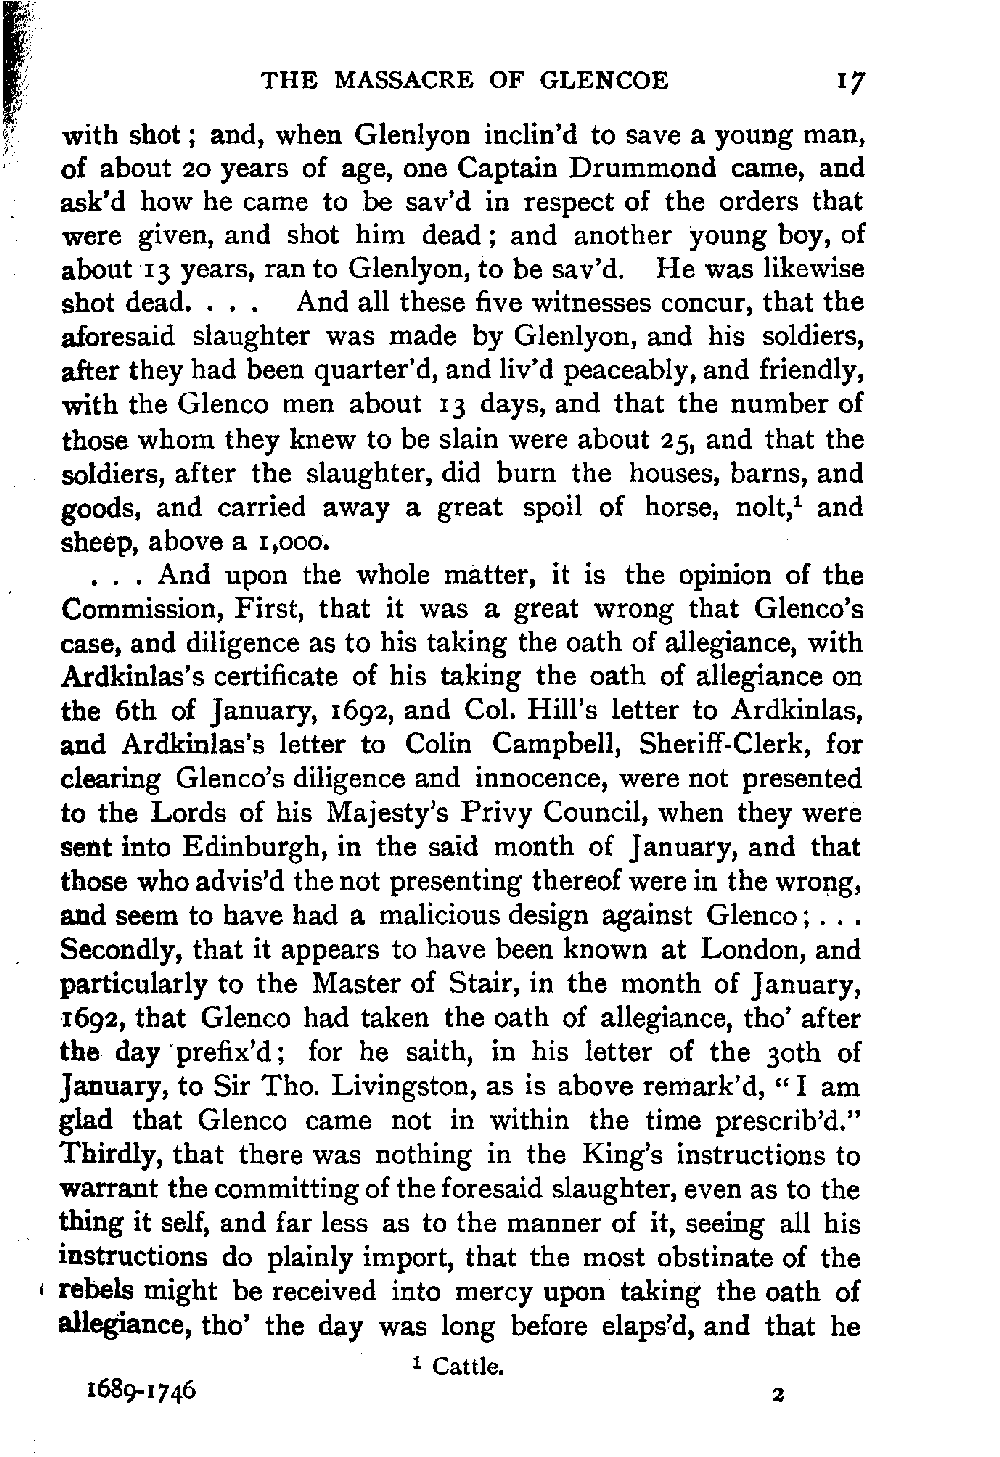 THE MASSACRE OF GLENCOE 17
with shot ; and, when Glenlyon inclin'd to save a young man,
of about 20 years of age, one Captain Drummond came, and
ask'd how he came to be sav'd in respect of the orders that
were given, and shot him dead ; and another young boy, of
about 13 years, ran to Glenlyon, to be sav'd. He was likewise
shot dead. . . . And all these five witnesses concur, that the
aforesaid slaughter was made by Glenlyon, and his soldiers,
after they had been quarter'd, and liv'd peaceably, and friendly,
with the Glenco men about 13 days, and that the number of
those whom they knew to be slain were about 25, and that the
soldiers, after the slaughter, did burn the houses, barns, and
goods, and carried away a great spoil of horse, nolt,¹ and
sheep, above a 1,000.
. . . And upon the whole matter, it is the opinion of the
Commission, First, that it was a great wrong that Glenco's
case, and diligence as to his taking the oath of allegiance, with
Ardkinlas's certificate of his taking the oath of allegiance on
the 6th of January, 1692, and Col. Hill's letter to Ardkinlas,
and Ardkinlas's letter to Colin Campbell, Sheriff-Clerk, for
clearing Glenco's diligence and innocence, were not presented
to the Lords of his Majesty's Privy Council, when they were
sent into Edinburgh, in the said month of January, and that
those who advis'd the not presenting thereof were in the wrong,
and seem to have had a malicious design against Glenco ; . . .
Secondly, that it appears to have been known at London, and
particularly to the Master of Stair, in the month of January,
1692, that Glenco had taken the oath of allegiance, tho' after
the day prefix'd ; for he saith, in his letter of the 30th of
January, to Sir Tho. Livingston, as is above remark'd, "I am
glad that Glenco came not in within the time prescrib'd."
Thirdly, that there was nothing in the King's instructions to
warrant the committing of the foresaid slaughter, even as to the
thing it self, and far less as to the manner of it, seeing all his
instructions do plainly import, that the most obstinate of the
rebels might be received into mercy upon taking the oath of
allegiance, tho' the day was long before elaps'd, and that he
¹ Cattle.
1689-1746 2